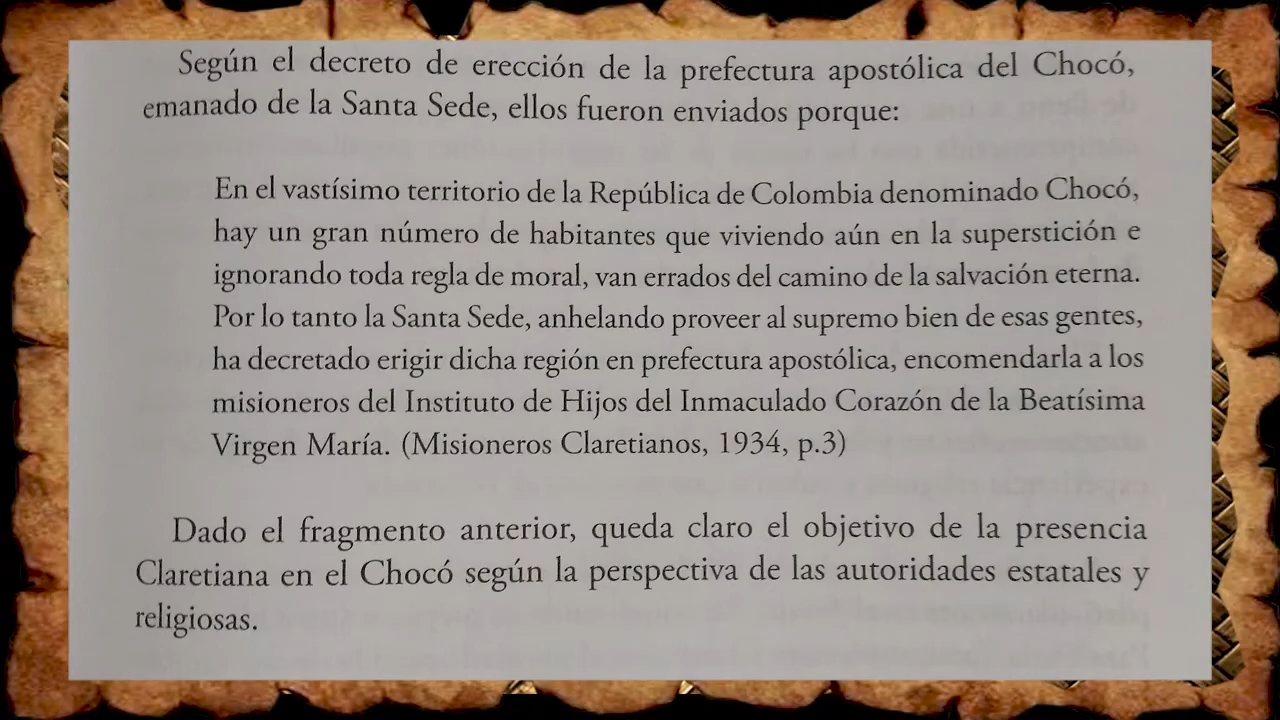 Según el decreto de erección de la prefectura apostólica del Chocó,
emanado de la Santa Sede, ellos fueron enviados porque:
En el vastísimo territorio de la República de Colombia denominado Chocó,
hay un gran número de habitantes que viviendo aún en la superstición e
ignorando toda regla de moral, van errados del camino de la salvación eterna.
Por lo tanto la Santa Sede, anhelando proveer al supremo bien de esas gentes,
ha decretado erigir dicha región en prefectura apostólica, encomendarla a los
misioneros del Instituto de Hijos del Inmaculado Corazón de la Beatísima
Virgen María. (Misioneros Claretianos, 1934, p.3)
Dado el fragmento anterior, queda claro el objetivo de la presencia
Claretiana en el Chocó según la perspectiva de las autoridades estatales y
religiosas.